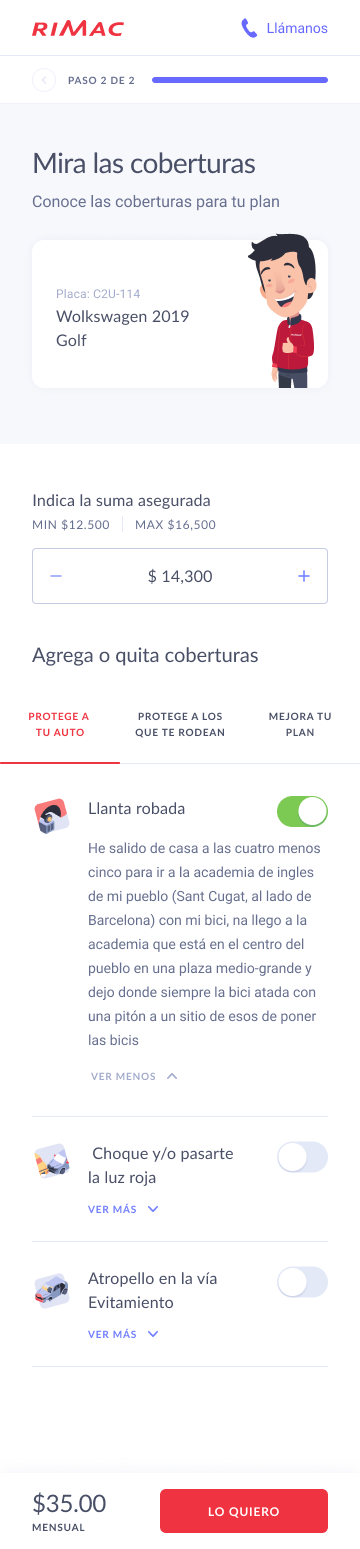 RIMAC
Llámanos
PASO 2 DE 2
Mira las coberturas
Conoce las coberturas para tu plan
Placa: C2U-114
Wolkswagen 2019
Golf
Indica la suma asegurada
MIN $12.500 MAX $16,500
− $ 14,300 +
Agrega o quita coberturas
PROTEGE A
TU AUTO
PROTEGE A LOS
QUE TE RODEAN
MEJORA TU
PLAN
Llanta robada
He salido de casa a las cuatro menos
cinco para ir a la academia de ingles
de mi pueblo (Sant Cugat, al lado de
Barcelona) con mi bici, na llego a la
academia que está en el centro del
pueblo en una plaza medio-grande y
dejo donde siempre la bici atada con
una pitón a un sitio de esos de poner
las bicis
VER MENOS
Choque y/o pasarte
la luz roja
VER MÁS
Atropello en la vía
Evitamiento
VER MÁS
$35.00
MENSUAL
LO QUIERO